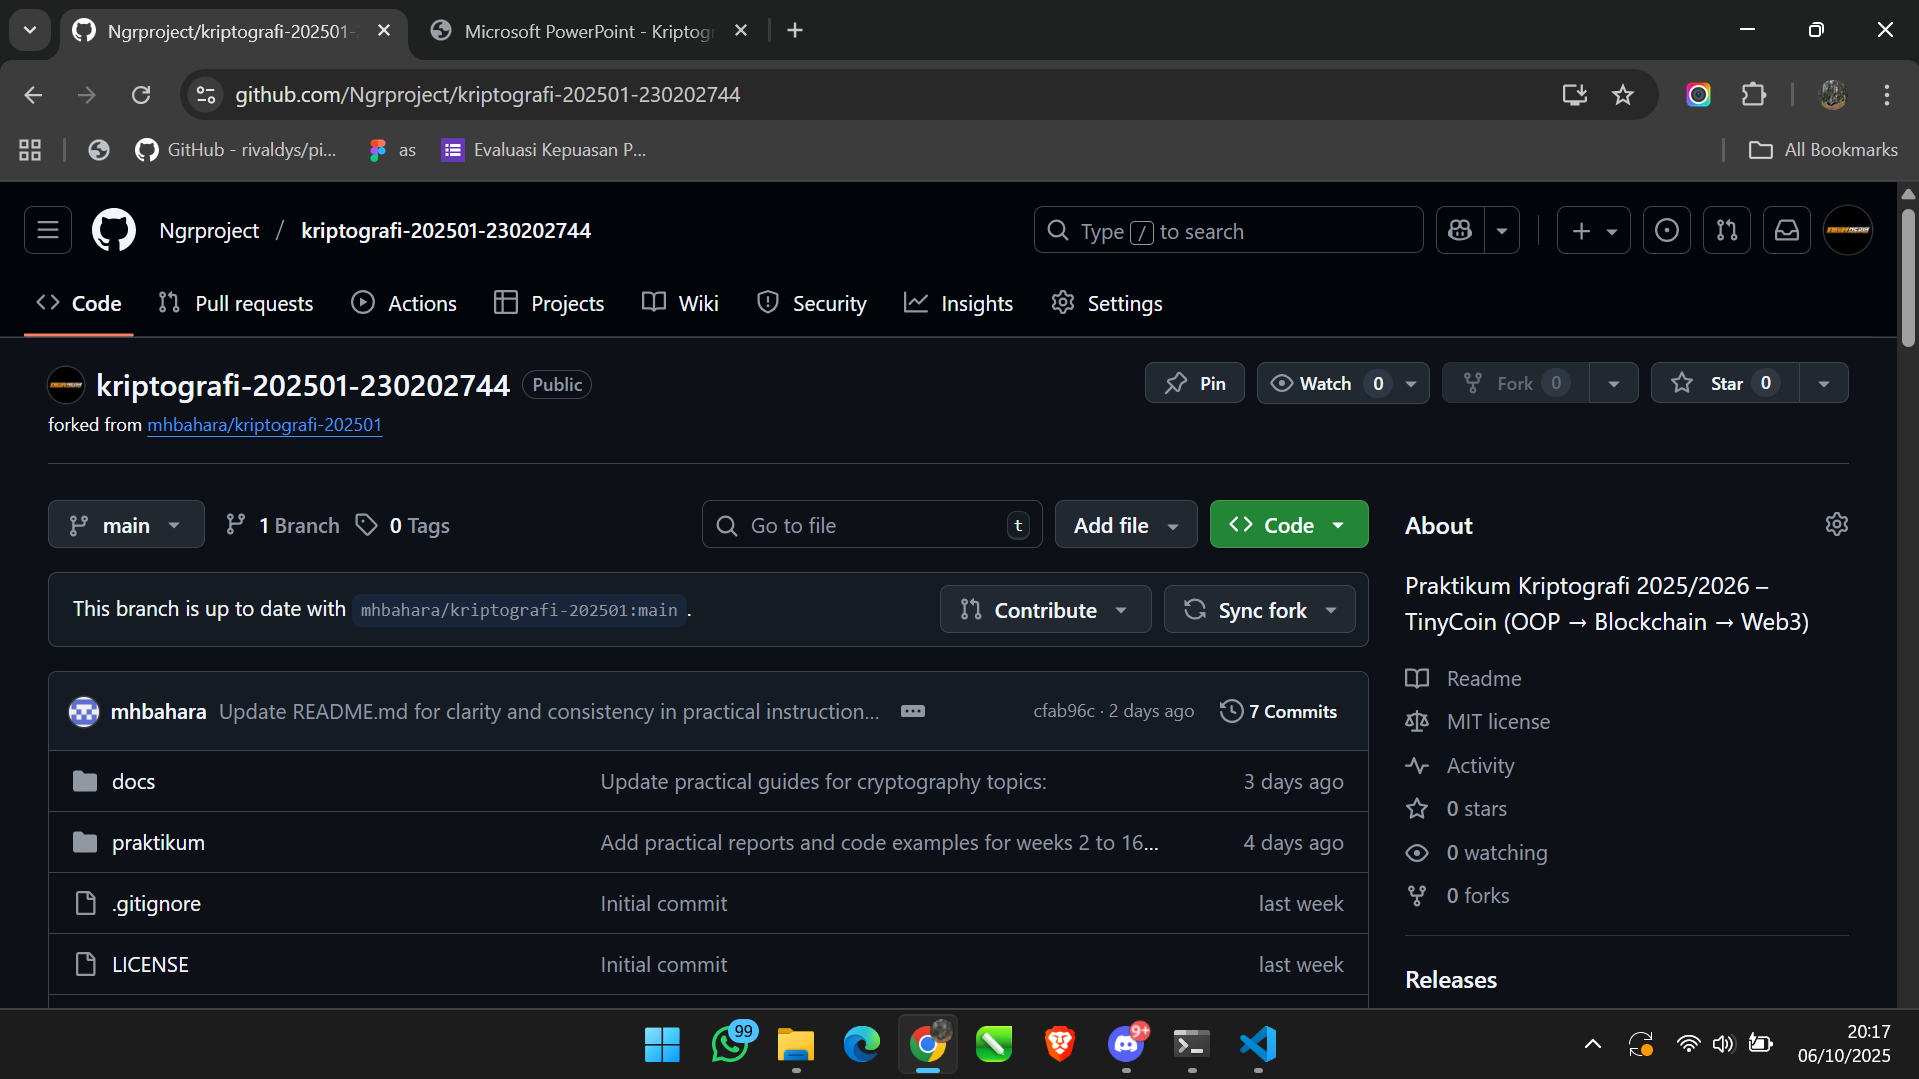 Ngrproject/kriptografi-202501-
Microsoft PowerPoint - Kriptogr
github.com/Ngrproject/kriptografi-202501-230202744
GitHub - rivaldys/pi...
as
Evaluasi Kepuasan P...
All Bookmarks
Ngrproject / kriptografi-202501-230202744
Type / to search
Code
Pull requests
Actions
Projects
Wiki
Security
Insights
Settings
kriptografi-202501-230202744
Public
Pin
Watch 0
Fork 0
Star 0
forked from mhbahara/kriptografi-202501
main
1 Branch
0 Tags
Go to file
t
Add file
Code
About
Praktikum Kriptografi 2025/2026 –
TinyCoin (OOP → Blockchain → Web3)
This branch is up to date with mhbahara/kriptografi-202501:main .
Contribute
Sync fork
Readme
MIT license
Activity
0 stars
0 watching
0 forks
Releases
mhbahara Update README.md for clarity and consistency in practical instruction... cfab96c · 2 days ago 7 Commits
docs Update practical guides for cryptography topics: 3 days ago
praktikum Add practical reports and code examples for weeks 2 to 16... 4 days ago
.gitignore Initial commit last week
LICENSE Initial commit last week
99
9+
20:17
06/10/2025